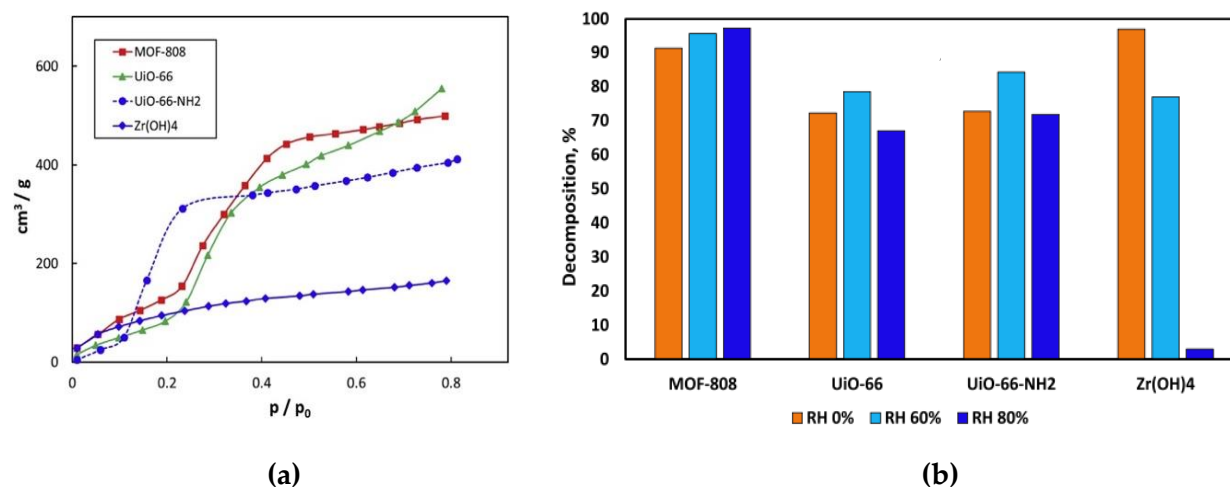 MOF-808
UiO-66
UiO-66-NH2
Zr(OH)4
600
400
200
0
0
0.2
0.4
0.6
0.8
cm³ / g
p / p₀
(a)
100
90
80
70
60
50
40
30
20
10
0
Decomposition, %
MOF-808 UiO-66 UiO-66-NH2 Zr(OH)4
RH 0% RH 60% RH 80%
(b)